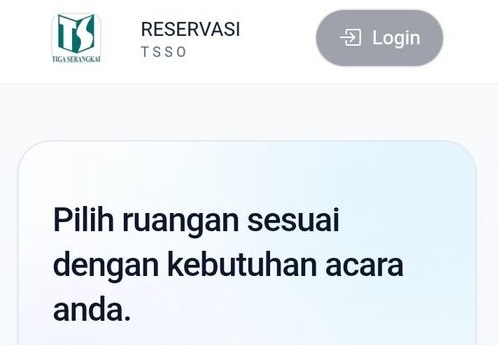 TS
TIGA SERANGKAI
RESERVASI
TSSO
Login
Pilih ruangan sesuai
dengan kebutuhan acara
anda.